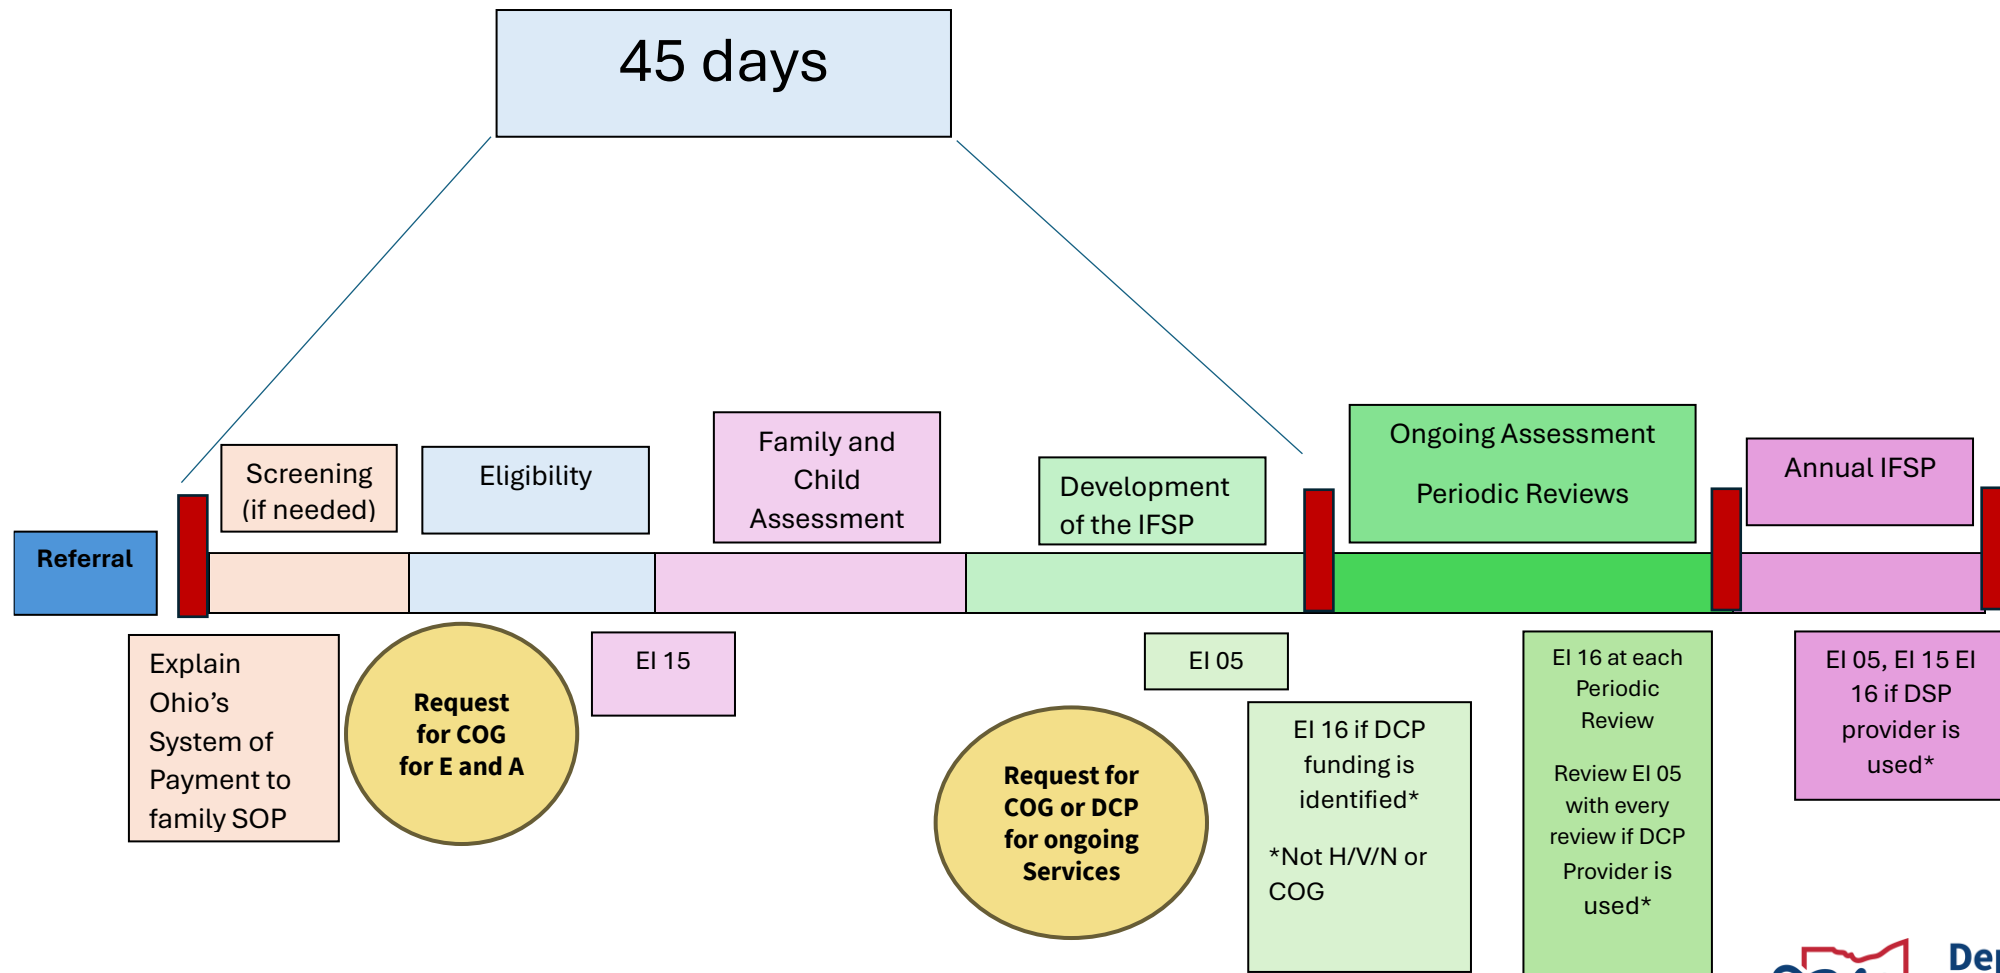 45 days
Referral
Screening
(if needed)
Eligibility
Family and
Child
Assessment
Development
of the IFSP
Ongoing Assessment
Periodic Reviews
Annual IFSP
Explain
Ohio’s
System of
Payment to
family SOP
Request
for COG
for E and A
EI 15
Request for
COG or DCP
for ongoing
Services
EI 05
EI 16 if DCP
funding is
identified*
*Not H/V/N or
COG
EI 16 at each
Periodic
Review
Review EI 05
with every
review if DCP
Provider is
used*
EI 05, EI 15 EI
16 if DSP
provider is
used*